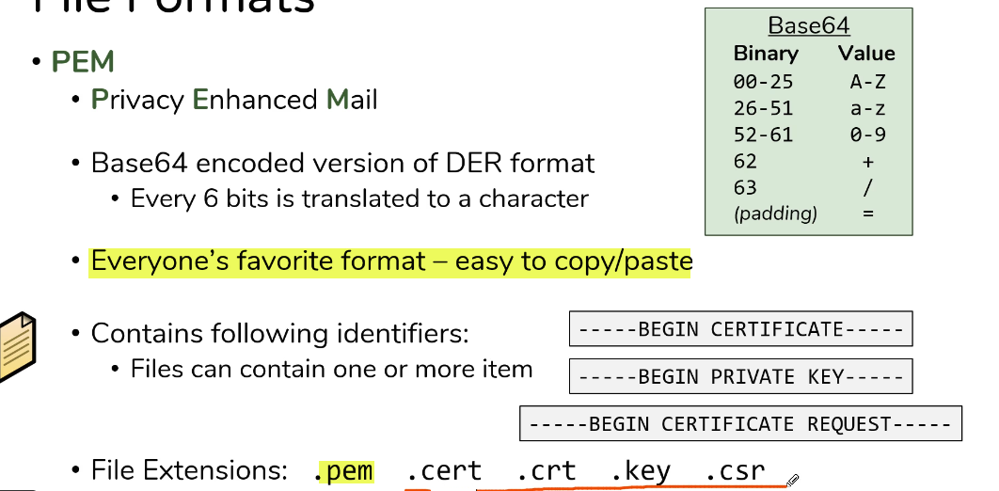 File Formats
• PEM
• Privacy Enhanced Mail
• Base64 encoded version of DER format
• Every 6 bits is translated to a character
• Everyone’s favorite format – easy to copy/paste
• Contains following identifiers:
• Files can contain one or more item
• File Extensions: .pem .cert .crt .key .csr
Base64
Binary Value
00-25 A-Z
26-51 a-z
52-61 0-9
62 +
63 /
(padding) =
-----BEGIN CERTIFICATE-----
-----BEGIN PRIVATE KEY-----
-----BEGIN CERTIFICATE REQUEST-----